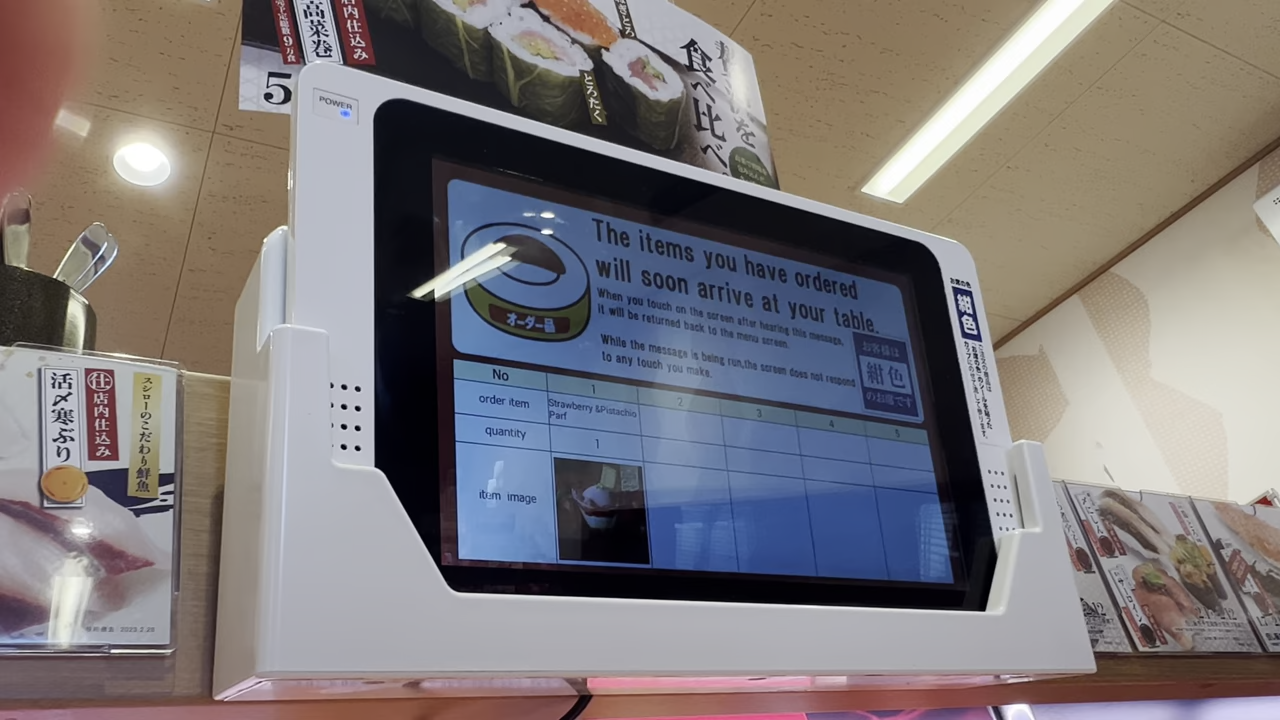 店内仕込み
高菜巻
5
とろたく
食べ比べ
POWER
The items you have ordered
will soon arrive at your table.
When you touch on the screen after hearing this message,
it will be returned back to the menu screen.
While the message is being run,the screen does not respond
to any touch you make.
オーダー品
お客様は
紺色
のお席です
No 1 2 3 4 5
order item Strawberry &Pistachio
Parf
quantity 1
item image
お席の色
紺色
スシローのこだわり鮮魚
仕 店内仕込み
活〆寒ぶり